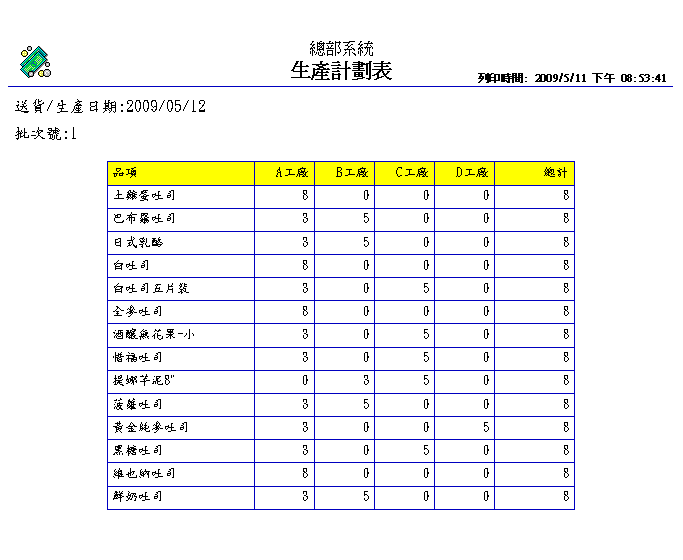 總部系統
生產計劃表
列印時間: 2009/5/11 下午 08:53:41
送貨/生產日期:2009/05/12
批次號:1
品項 A工廠 B工廠 C工廠 D工廠 總計
土雞蛋吐司 8 0 0 0 8
巴布羅吐司 3 5 0 0 8
日式乳酪 3 5 0 0 8
白吐司 8 0 0 0 8
白吐司五片裝 3 0 5 0 8
全麥吐司 8 0 0 0 8
酒釀無花果-小 3 0 5 0 8
惜福吐司 3 0 5 0 8
提娜芋泥8" 0 3 5 0 8
菠蘿吐司 3 5 0 0 8
黃金純麥吐司 3 0 0 5 8
黑糖吐司 3 0 5 0 8
維也納吐司 8 0 0 0 8
鮮奶吐司 3 5 0 0 8